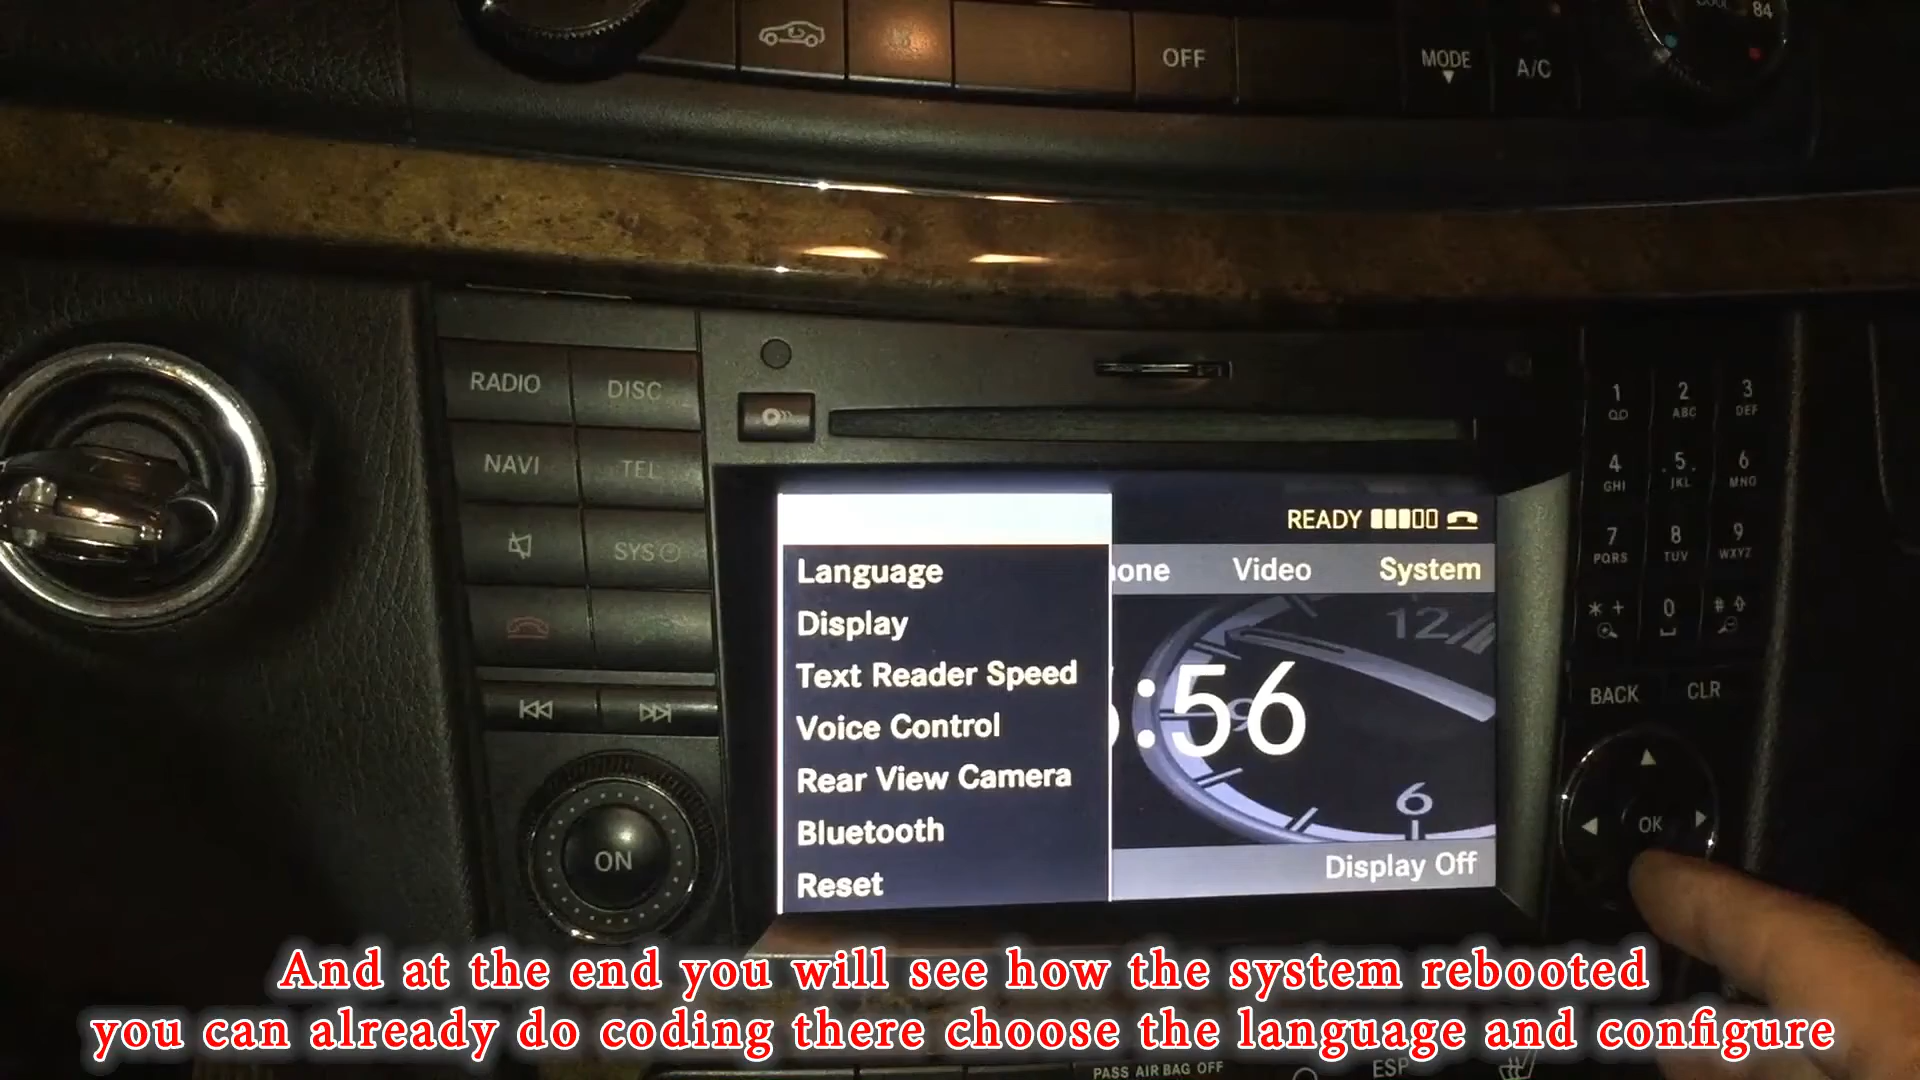 84
OFF
MODE
A/C
RADIO DISC
NAVI TEL
SYS
ON
READY
Video System
Language
Display
Text Reader Speed
Voice Control
Rear View Camera
Bluetooth
Reset
:56
12
9
6
Display Off
1 2 ABC 3 DEF
4 GHI .5. JKL 6 MNO
7 PQRS 8 TUV 9 WXYZ
* + 0 #
BACK CLR
OK
And at the end you will see how the system rebooted
you can already do coding there choose the language and configure
PASS AIR BAG OFF
ESP